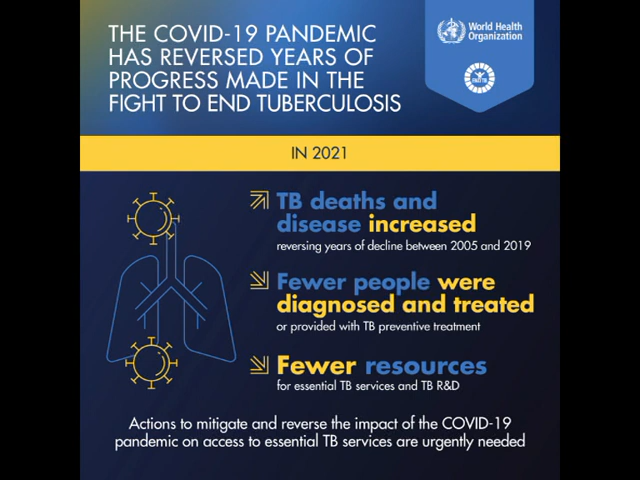 THE COVID-19 PANDEMIC
HAS REVERSED YEARS OF
PROGRESS MADE IN THE
FIGHT TO END TUBERCULOSIS
World Health
Organization
IN 2021
TB deaths and
disease increased
reversing years of decline between 2005 and 2019
Fewer people were
diagnosed and treated
or provided with TB preventive treatment
Fewer resources
for essential TB services and TB R&D
Actions to mitigate and reverse the impact of the COVID-19
pandemic on access to essential TB services are urgently needed